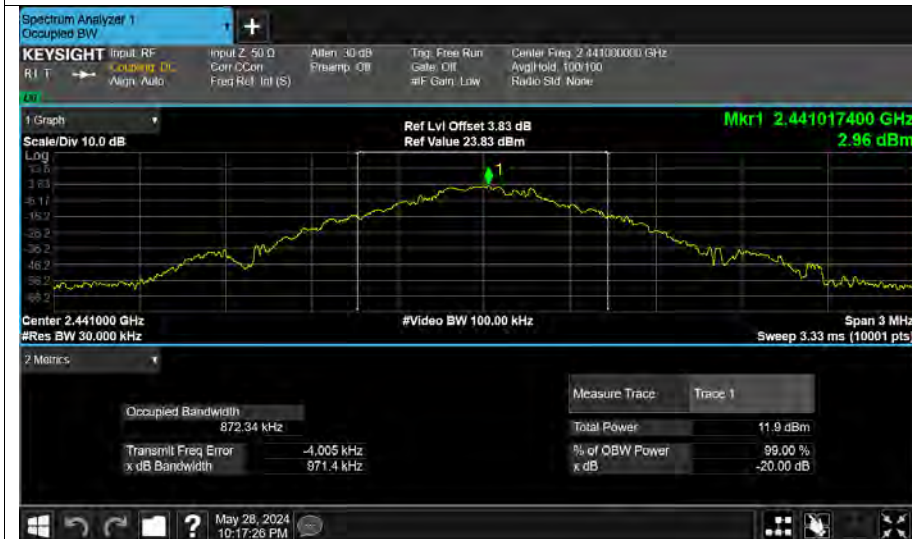 Spectrum Analyzer 1
Occupied BW
KEYSIGHT Input: RF Input Z: 50 Ω Atten: 30 dB Trig: Free Run Center Freq: 2.441000000 GHz
R L T Coupling: DC Corr CCorr Preamp: Off Gate: Off Avg|Hold: 100/100
Align: Auto Freq Ref: Int (S) #IF Gain: Low Radio Std: None
1 Graph
Ref Lvl Offset 3.83 dB
Mkr1 2.441017400 GHz
Scale/Div 10.0 dB
Ref Value 23.83 dBm
2.96 dBm
Log
1
13.8
3.83
-6.17
-16.2
-26.2
-36.2
-46.2
-56.2
-66.2
Center 2.441000 GHz #Video BW 100.00 kHz Span 3 MHz
#Res BW 30.000 kHz Sweep 3.33 ms (10001 pts)
2 Metrics
Measure Trace Trace 1
Occupied Bandwidth
872.34 kHz
Total Power 11.9 dBm
Transmit Freq Error -4.005 kHz % of OBW Power 99.00 %
x dB Bandwidth 971.4 kHz x dB -20.00 dB
?
May 28, 2024
10:17:26 PM